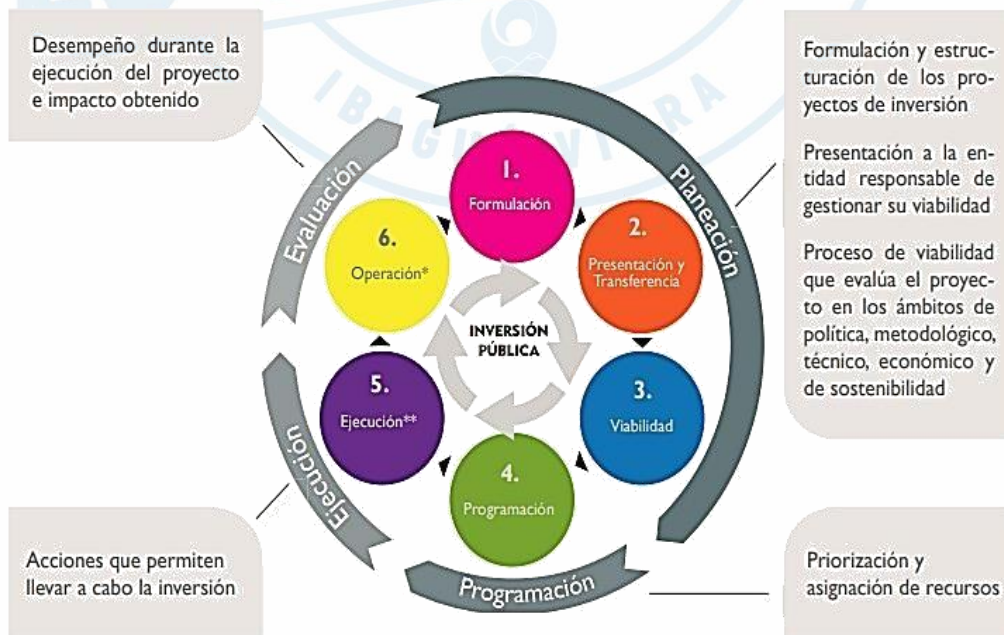 Desempeño durante la
ejecución del proyecto
e impacto obtenido
Formulación y estruc-
turación de los pro-
yectos de inversión
Presentación a la en-
tidad responsable de
gestionar su viabilidad
Proceso de viabilidad
que evalúa el proyec-
to en los ámbitos de
política, metodológico,
técnico, económico y
de sostenibilidad
IBAGUÉ VIBRA
Planeación
Evaluación
1.
Formulación
2.
Presentación y
Transferencia
6.
Operación*
INVERSIÓN
PÚBLICA
3.
Viabilidad
5.
Ejecución**
4.
Programación
Ejecución
Programación
Acciones que permiten
llevar a cabo la inversión
Priorización y
asignación de recursos